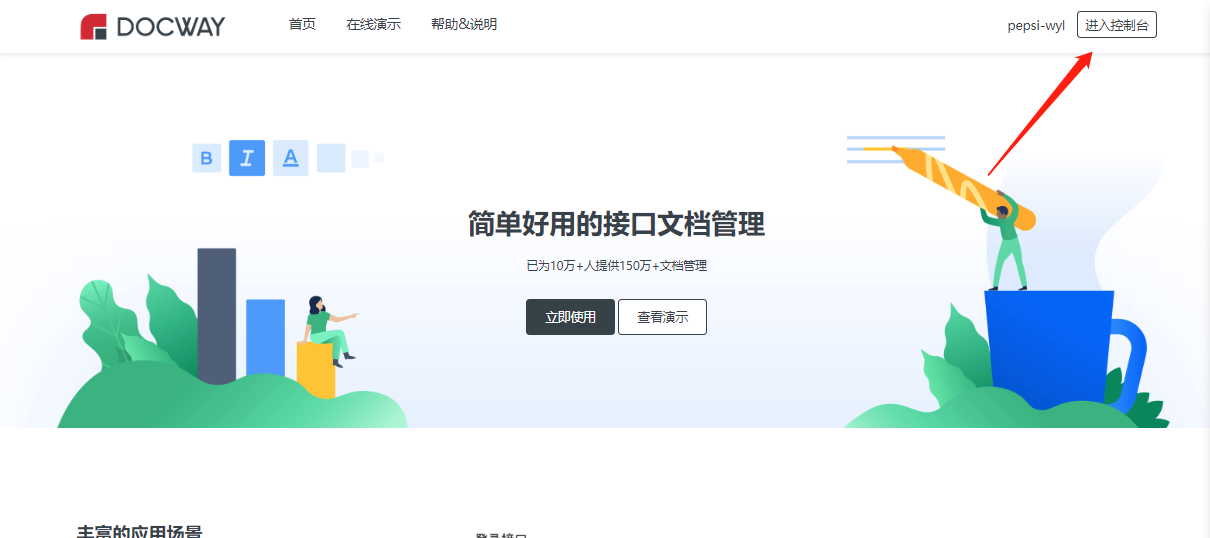 DOCWAY 首页 在线演示 帮助&说明 pepsi-wyl 进入控制台
B I A
简单好用的接口文档管理
已为10万+人提供150万+文档管理
立即使用 查看演示
丰富的应用场景
登录接口